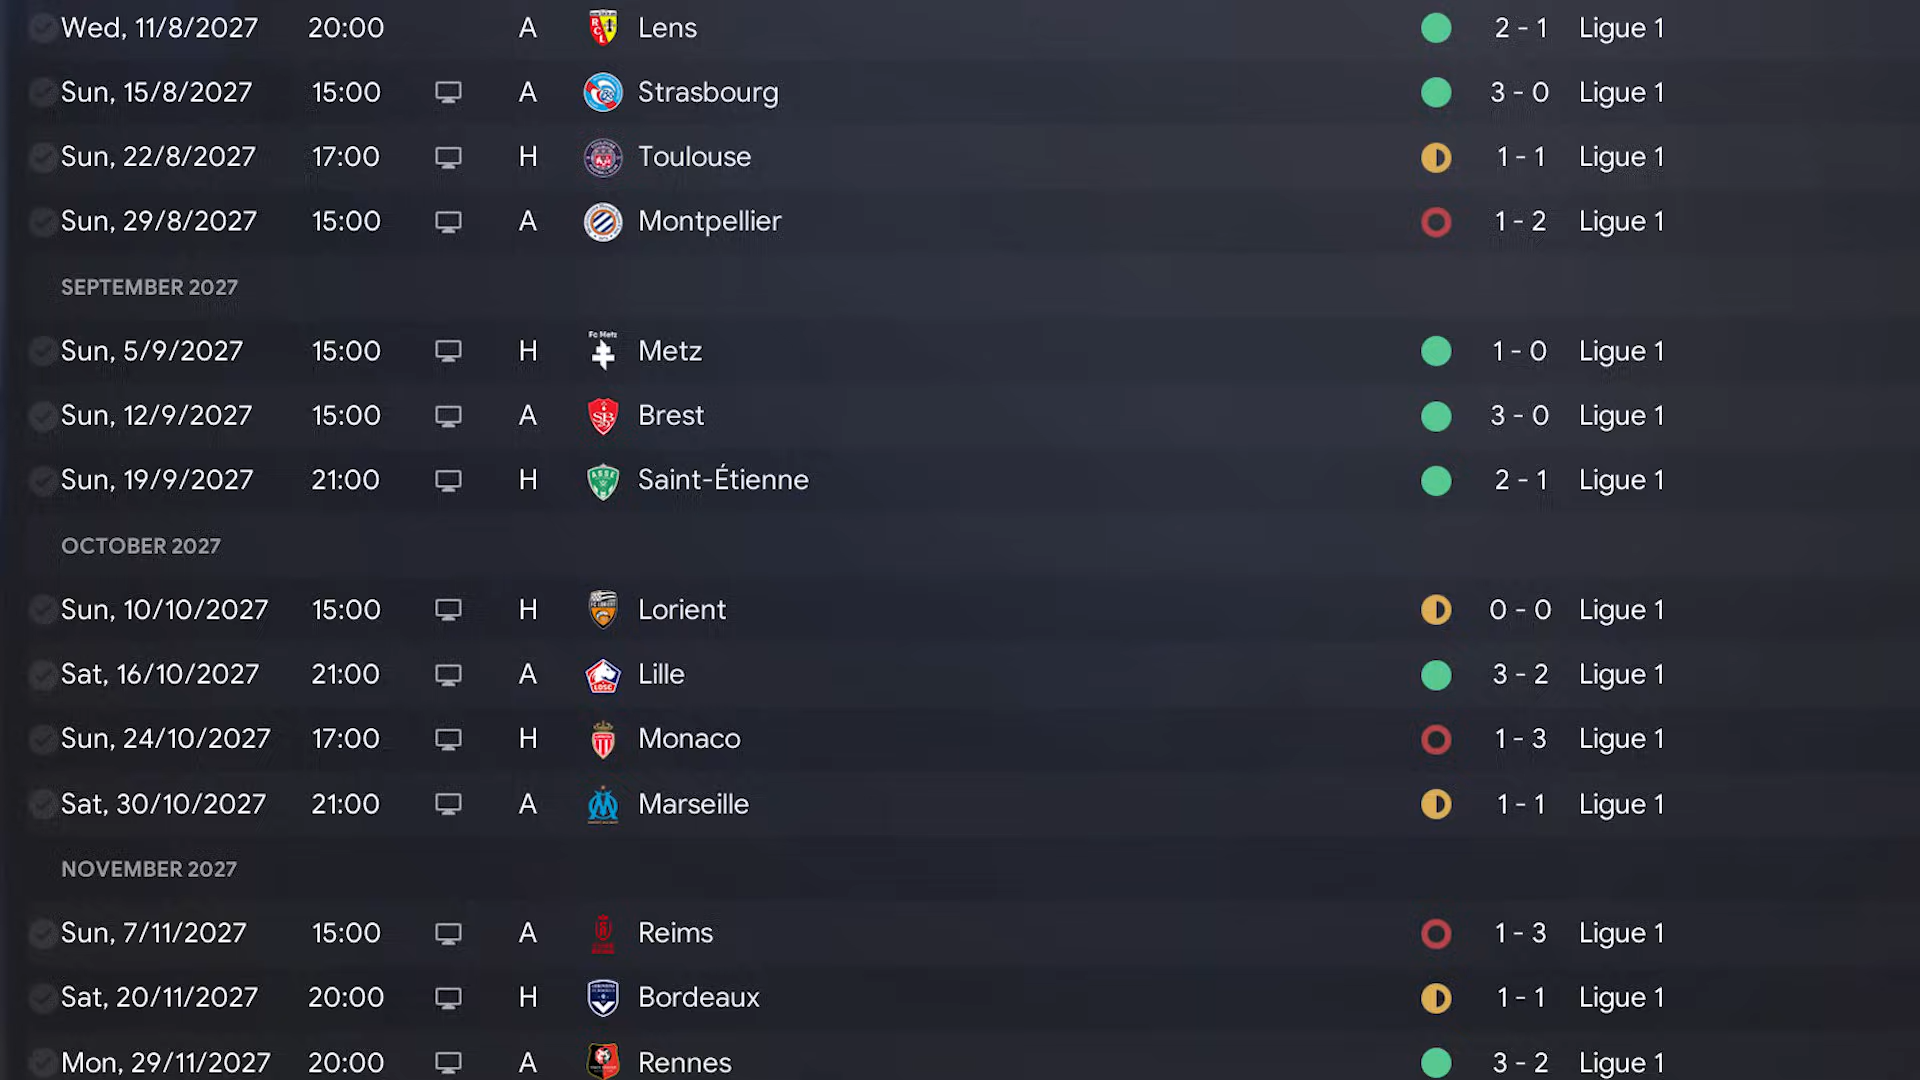 Wed, 11/8/2027 20:00 A Lens 2 - 1 Ligue 1
Sun, 15/8/2027 15:00 A Strasbourg 3 - 0 Ligue 1
Sun, 22/8/2027 17:00 H Toulouse 1 - 1 Ligue 1
Sun, 29/8/2027 15:00 A Montpellier 1 - 2 Ligue 1
SEPTEMBER 2027
Sun, 5/9/2027 15:00 H Fc Metz Metz 1 - 0 Ligue 1
Sun, 12/9/2027 15:00 A Brest 3 - 0 Ligue 1
Sun, 19/9/2027 21:00 H ASSE Saint-Étienne 2 - 1 Ligue 1
OCTOBER 2027
Sun, 10/10/2027 15:00 H Lorient 0 - 0 Ligue 1
Sat, 16/10/2027 21:00 A LOSC Lille 3 - 2 Ligue 1
Sun, 24/10/2027 17:00 H Monaco 1 - 3 Ligue 1
Sat, 30/10/2027 21:00 A Marseille 1 - 1 Ligue 1
NOVEMBER 2027
Sun, 7/11/2027 15:00 A Reims 1 - 3 Ligue 1
Sat, 20/11/2027 20:00 H Bordeaux 1 - 1 Ligue 1
Mon, 29/11/2027 20:00 A Rennes 3 - 2 Ligue 1